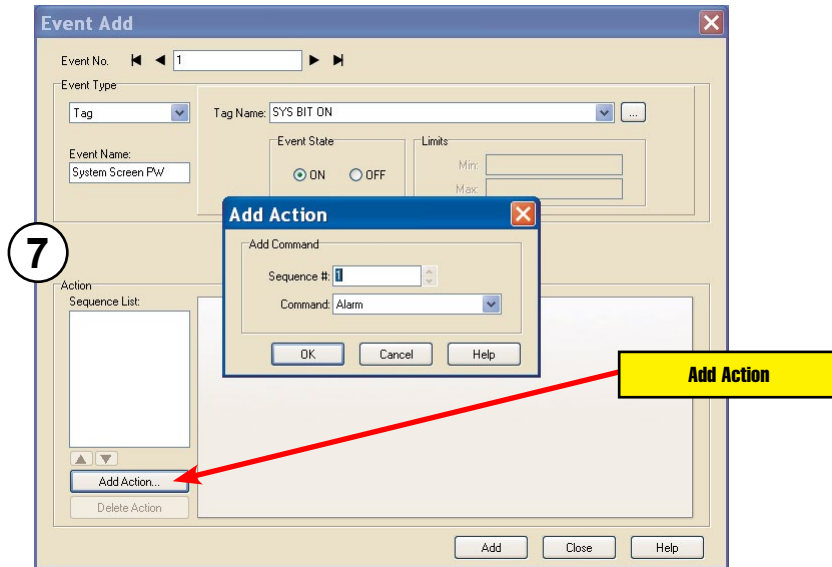 Event Add
Event No. 1
Event Type
Tag
Tag Name: SYS BIT ON
...
Event Name:
System Screen PW
Event State
ON OFF
Limits
Min:
Max:
7
Add Action
Add Command
Sequence #: 1
Command: Alarm
OK Cancel Help
Action
Sequence List:
Add Action
Add Action...
Delete Action
Add Close Help